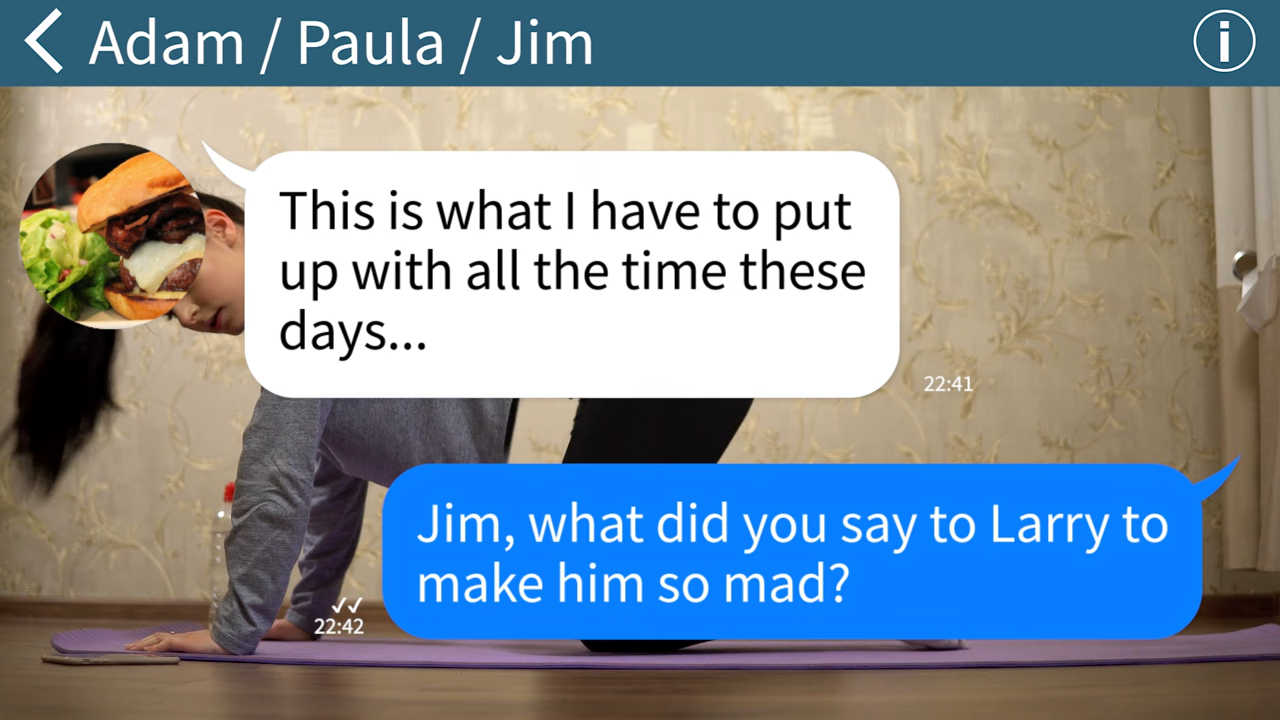 Adam / Paula / Jim
This is what I have to put
up with all the time these
days...
22:41
Jim, what did you say to Larry to
make him so mad?
22:42